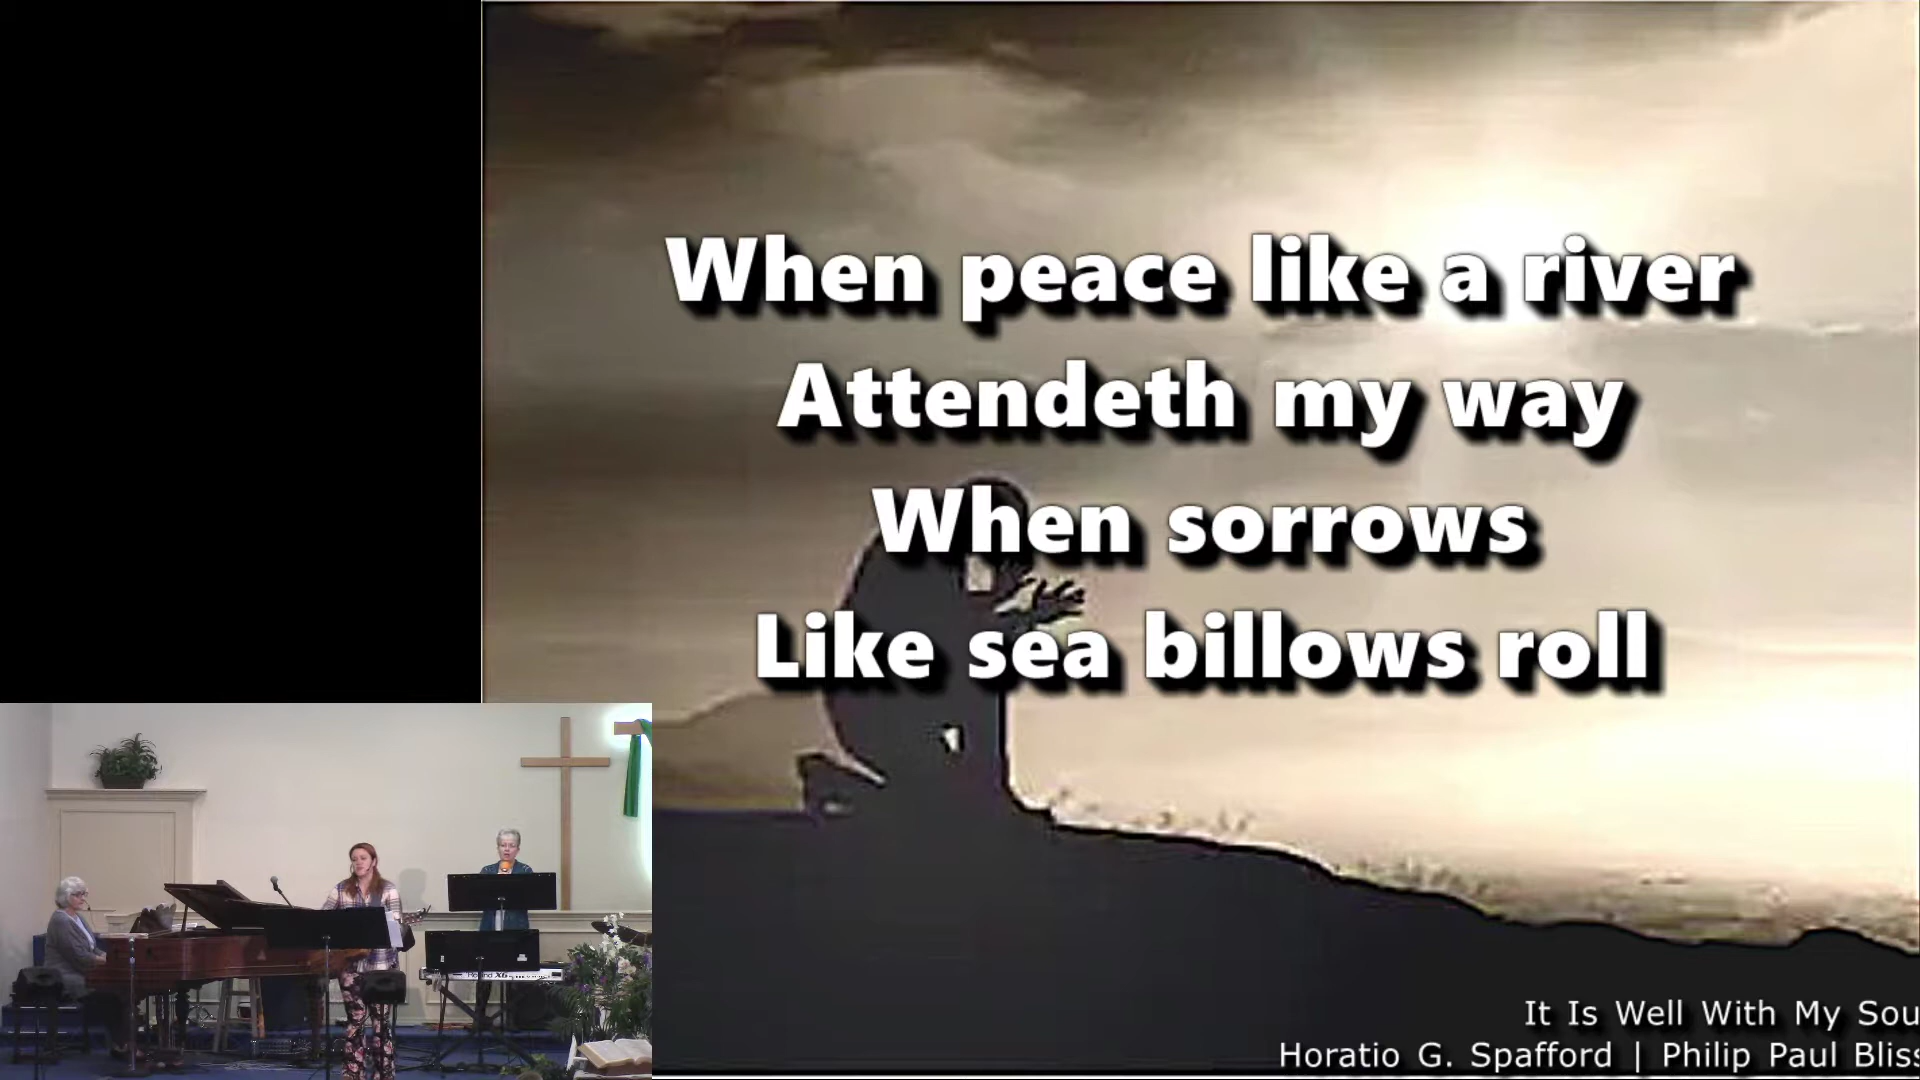 When peace like a river
Attendeth my way
When sorrows
Like sea billows roll
It Is Well With My Sou
Horatio G. Spafford | Philip Paul Bliss
Roland